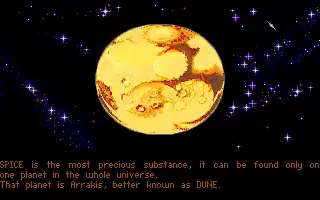 SPICE is the most precious substance, it can be found only on
one planet in the whole universe.
That planet is Arrakis, better known as DUNE.